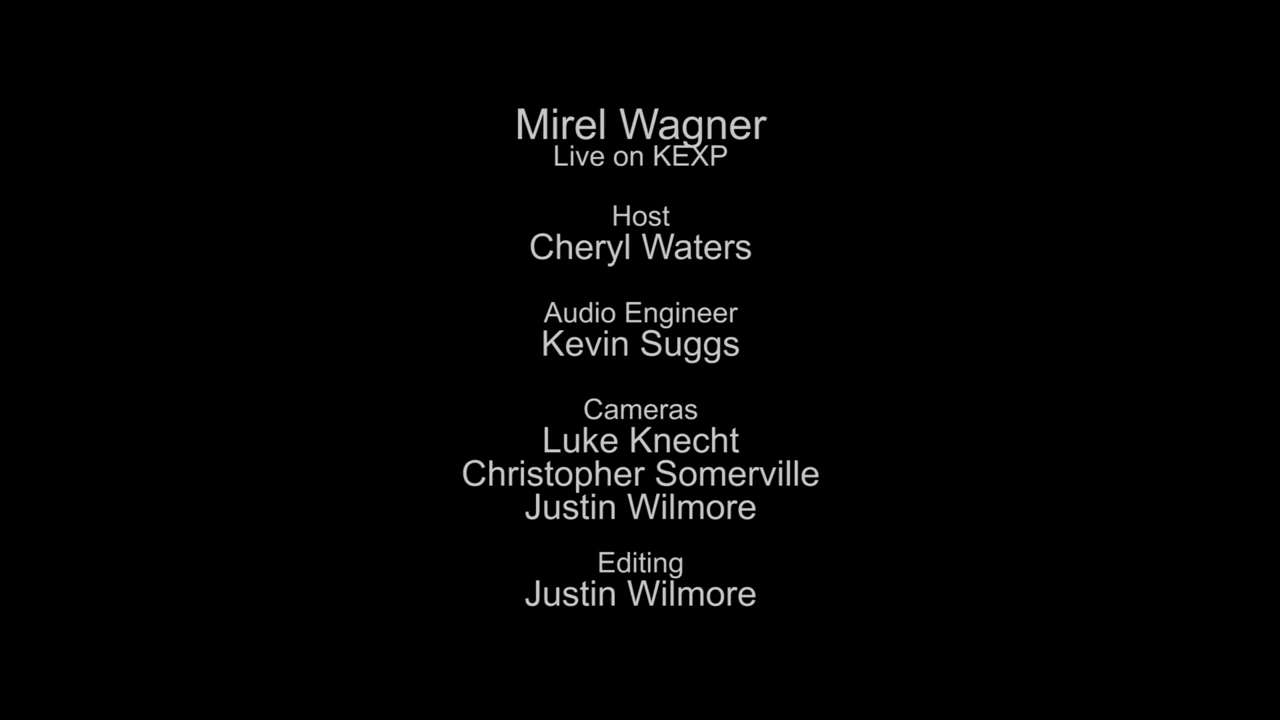 Mirel Wagner
Live on KEXP
Host
Cheryl Waters
Audio Engineer
Kevin Suggs
Cameras
Luke Knecht
Christopher Somerville
Justin Wilmore
Editing
Justin Wilmore